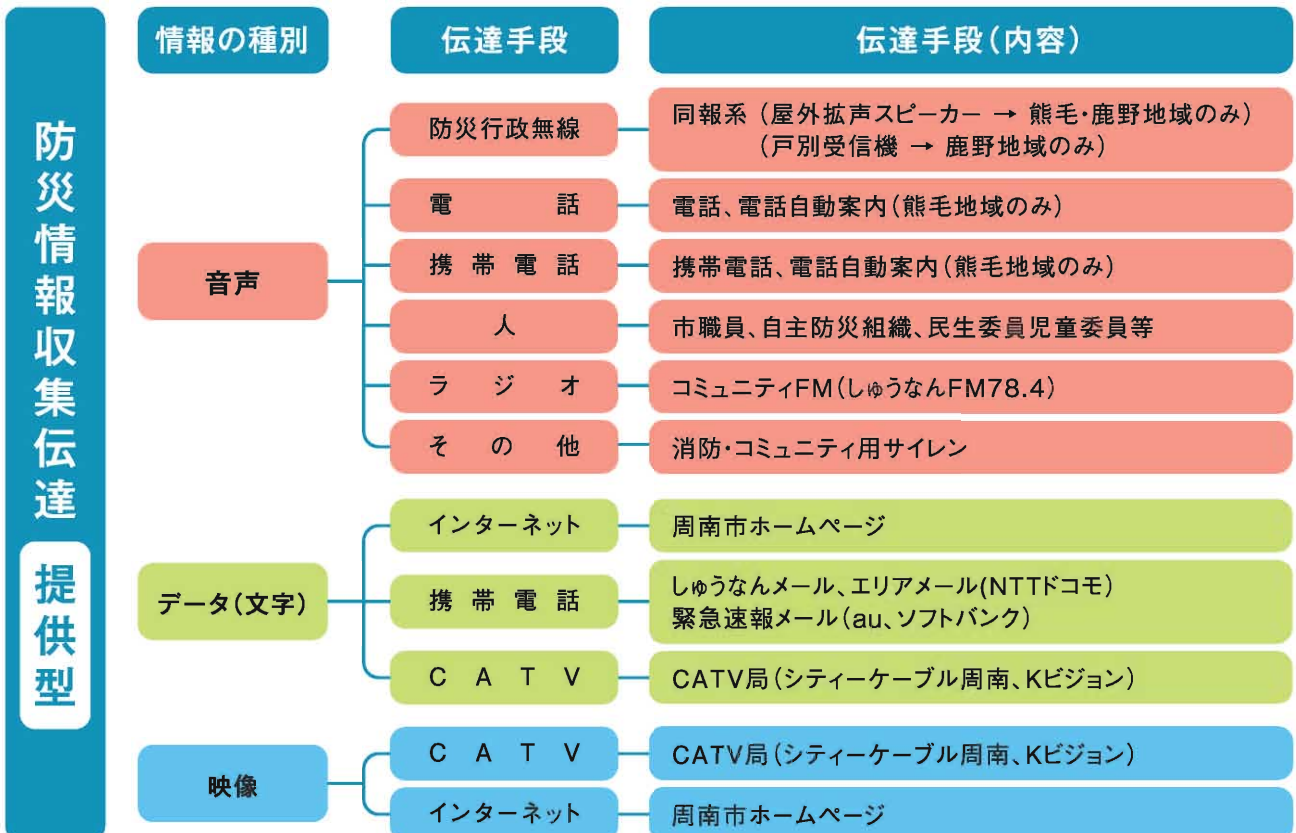 防災情報収集伝達
提供型
情報の種別
伝達手段
伝達手段(内容)
音声
防災行政無線
同報系 (屋外拡声スピーカー → 熊毛・鹿野地域のみ)
(戸別受信機 → 鹿野地域のみ)
電話
電話、電話自動案内(熊毛地域のみ)
携帯電話
携帯電話、電話自動案内(熊毛地域のみ)
人
市職員、自主防災組織、民生委員児童委員等
ラジオ
コミュニティFM(しゅうなんFM78.4)
その他
消防・コミュニティ用サイレン
データ(文字)
インターネット
周南市ホームページ
携帯電話
しゅうなんメール、エリアメール(NTTドコモ)
緊急速報メール(au、ソフトバンク)
CATV
CATV局(シティーケーブル周南、Kビジョン)
映像
CATV
CATV局(シティーケーブル周南、Kビジョン)
インターネット
周南市ホームページ